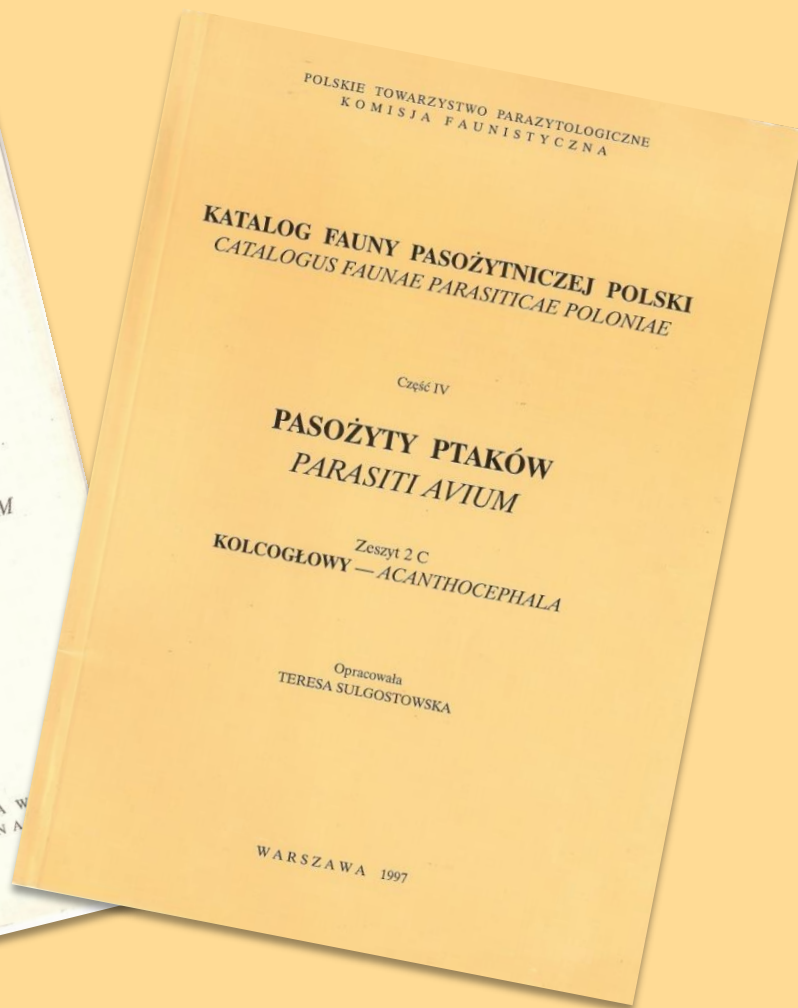 POLSKIE TOWARZYSTWO PARAZYTOLOGICZNE
KOMISJA FAUNISTYCZNA
KATALOG FAUNY PASOŻYTNICZEJ POLSKI
CATALOGUS FAUNAE PARASITICAE POLONIAE
Część IV
PASOŻYTY PTAKÓW
PARASITI AVIUM
Zeszyt 2 C
KOLCOGŁOWY — ACANTHOCEPHALA
Opracowała
TERESA SULGOSTOWSKA
WARSZAWA 1997